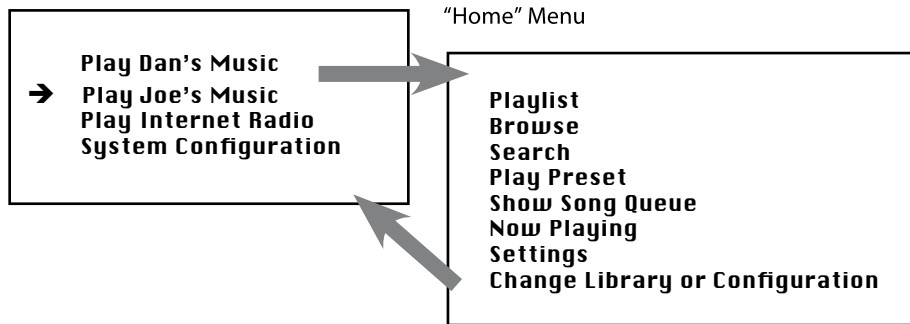 “Home” Menu
Play Dan’s Music
➔ Play Joe’s Music
Play Internet Radio
System Configuration
Playlist
Browse
Search
Play Preset
Show Song Queue
Now Playing
Settings
Change Library or Configuration